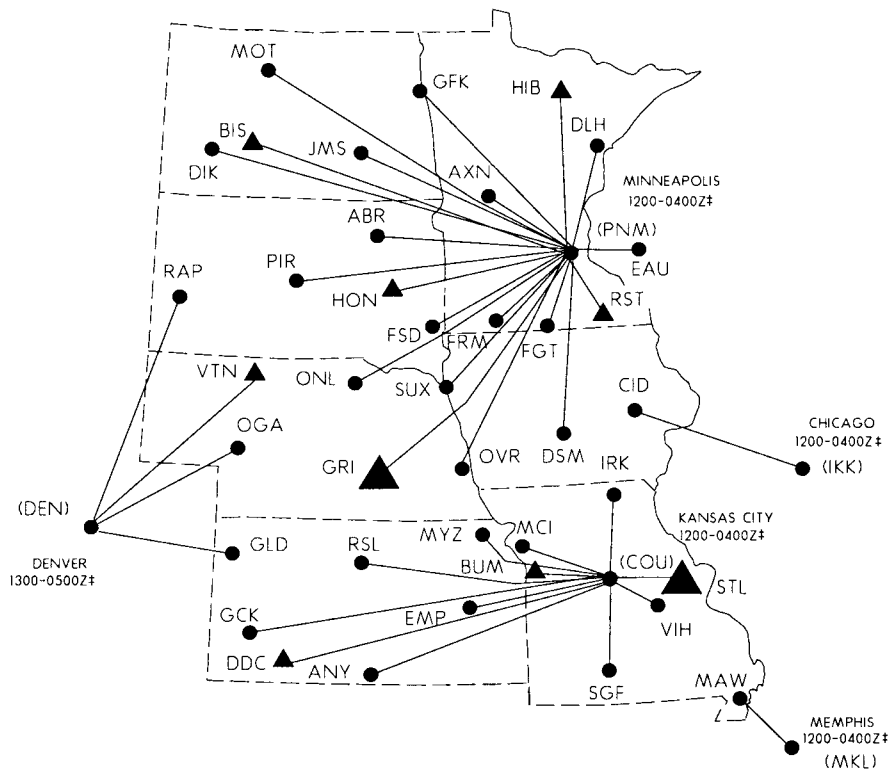 MOT
GFK
HIB
DLH
BIS
JMS
DIK
AXN
MINNEAPOLIS
1200-0400Z‡
ABR
(PNM)
EAU
RAP
PIR
HON
RST
FSD
FRM
FGT
VTN
ONL
SUX
CID
OGA
CHICAGO
1200-0400Z‡
(IKK)
GRI
OVR
DSM
IRK
(DEN)
KANSAS CITY
1200-0400Z‡
DENVER
1300-0500Z‡
GLD
RSL
MYZ
MCI
BUM
(COU)
STL
GCK
EMP
VIH
DDC
ANY
SGF
MAW
MEMPHIS
1200-0400Z‡
(MKL)